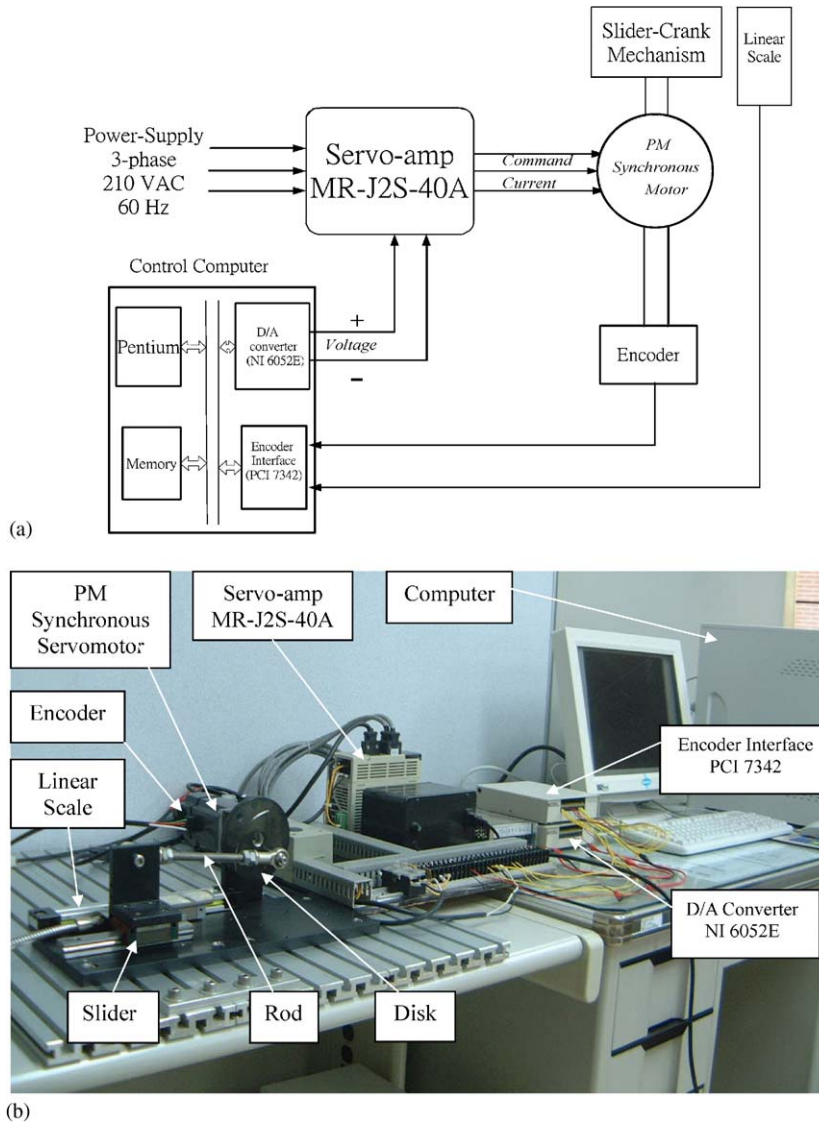 Slider-Crank
Mechanism
Linear
Scale
Power-Supply
3-phase
210 VAC
60 Hz
Servo-amp
MR-J2S-40A
Command
Current
PM
Synchronous
Motor
Control Computer
Pentium
D/A
converter
(NI 6052E)
+
Voltage
−
Encoder
Memory
Encoder
Interface
(PCI 7342)
(a)
PM
Synchronous
Servomotor
Servo-amp
MR-J2S-40A
Computer
Encoder
Encoder Interface
PCI 7342
Linear
Scale
D/A Converter
NI 6052E
Slider
Rod
Disk
(b)